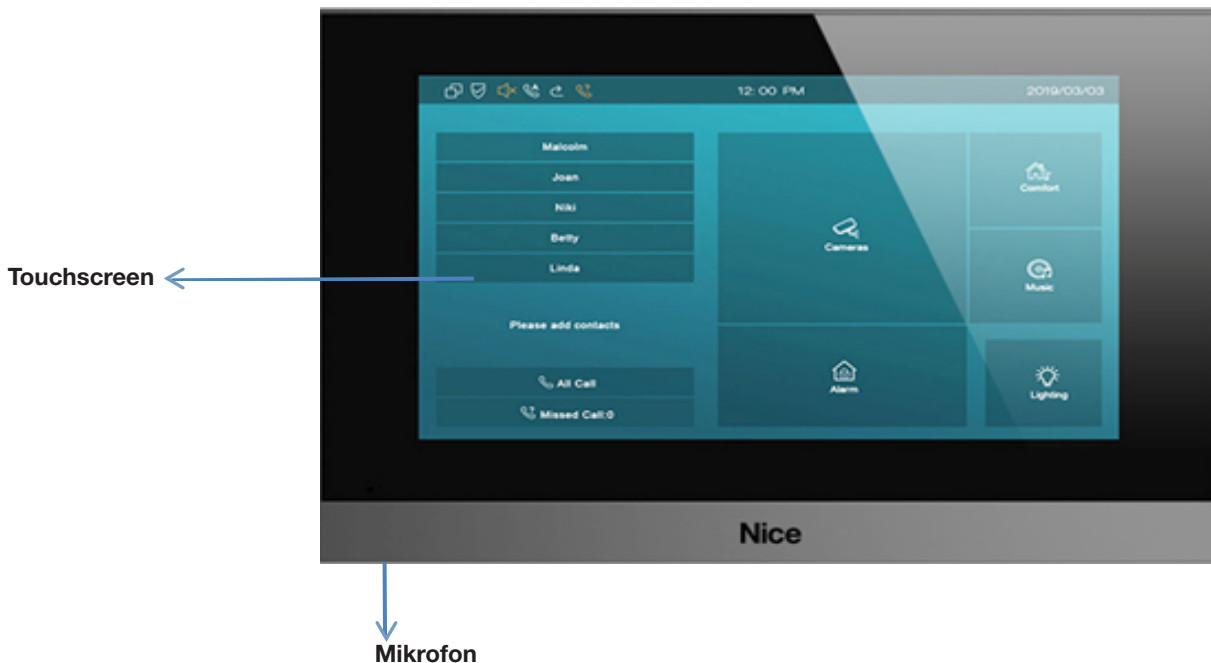 12:00 PM
2019/03/03
Malcolm
Joan
Niki
Betty
Linda
Please add contacts
All Call
Missed Call:0
Cameras
Alarm
Comfort
Music
Lighting
Touchscreen
Nice
Mikrofon